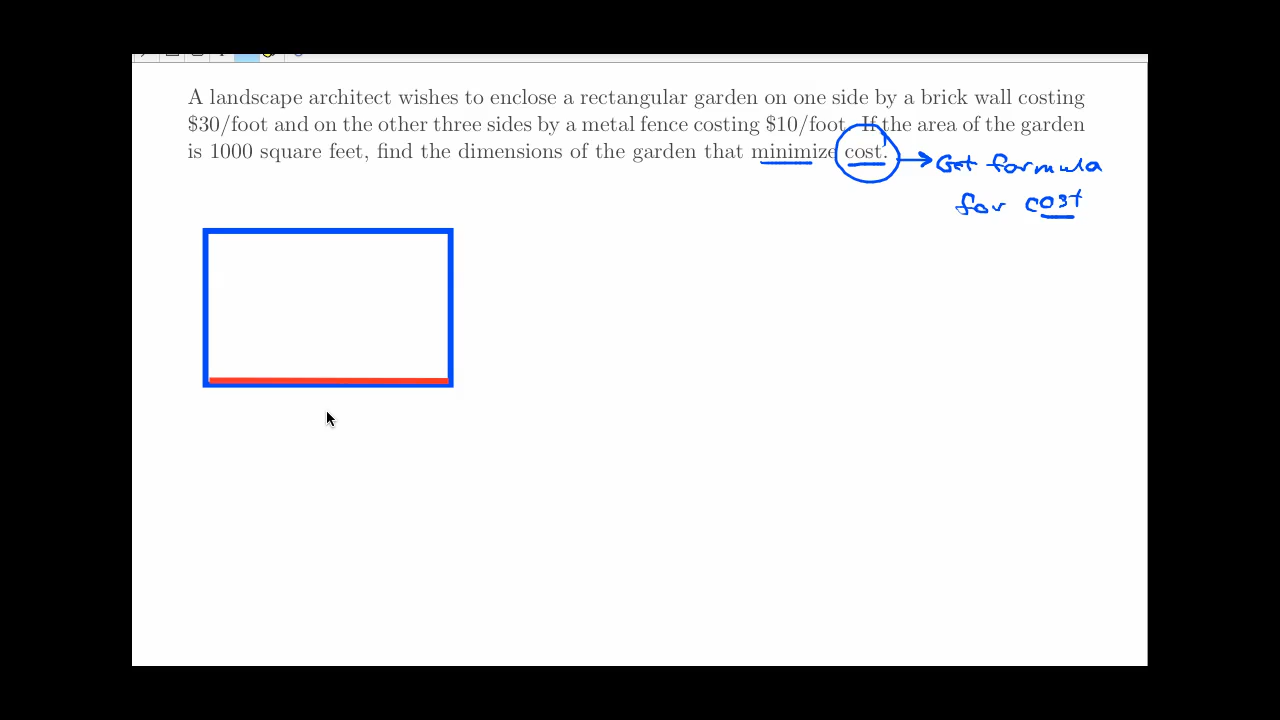 A landscape architect wishes to enclose a rectangular garden on one side by a brick wall costing
$30/foot and on the other three sides by a metal fence costing $10/foot. If the area of the garden
is 1000 square feet, find the dimensions of the garden that minimize cost.
Get formula
for cost